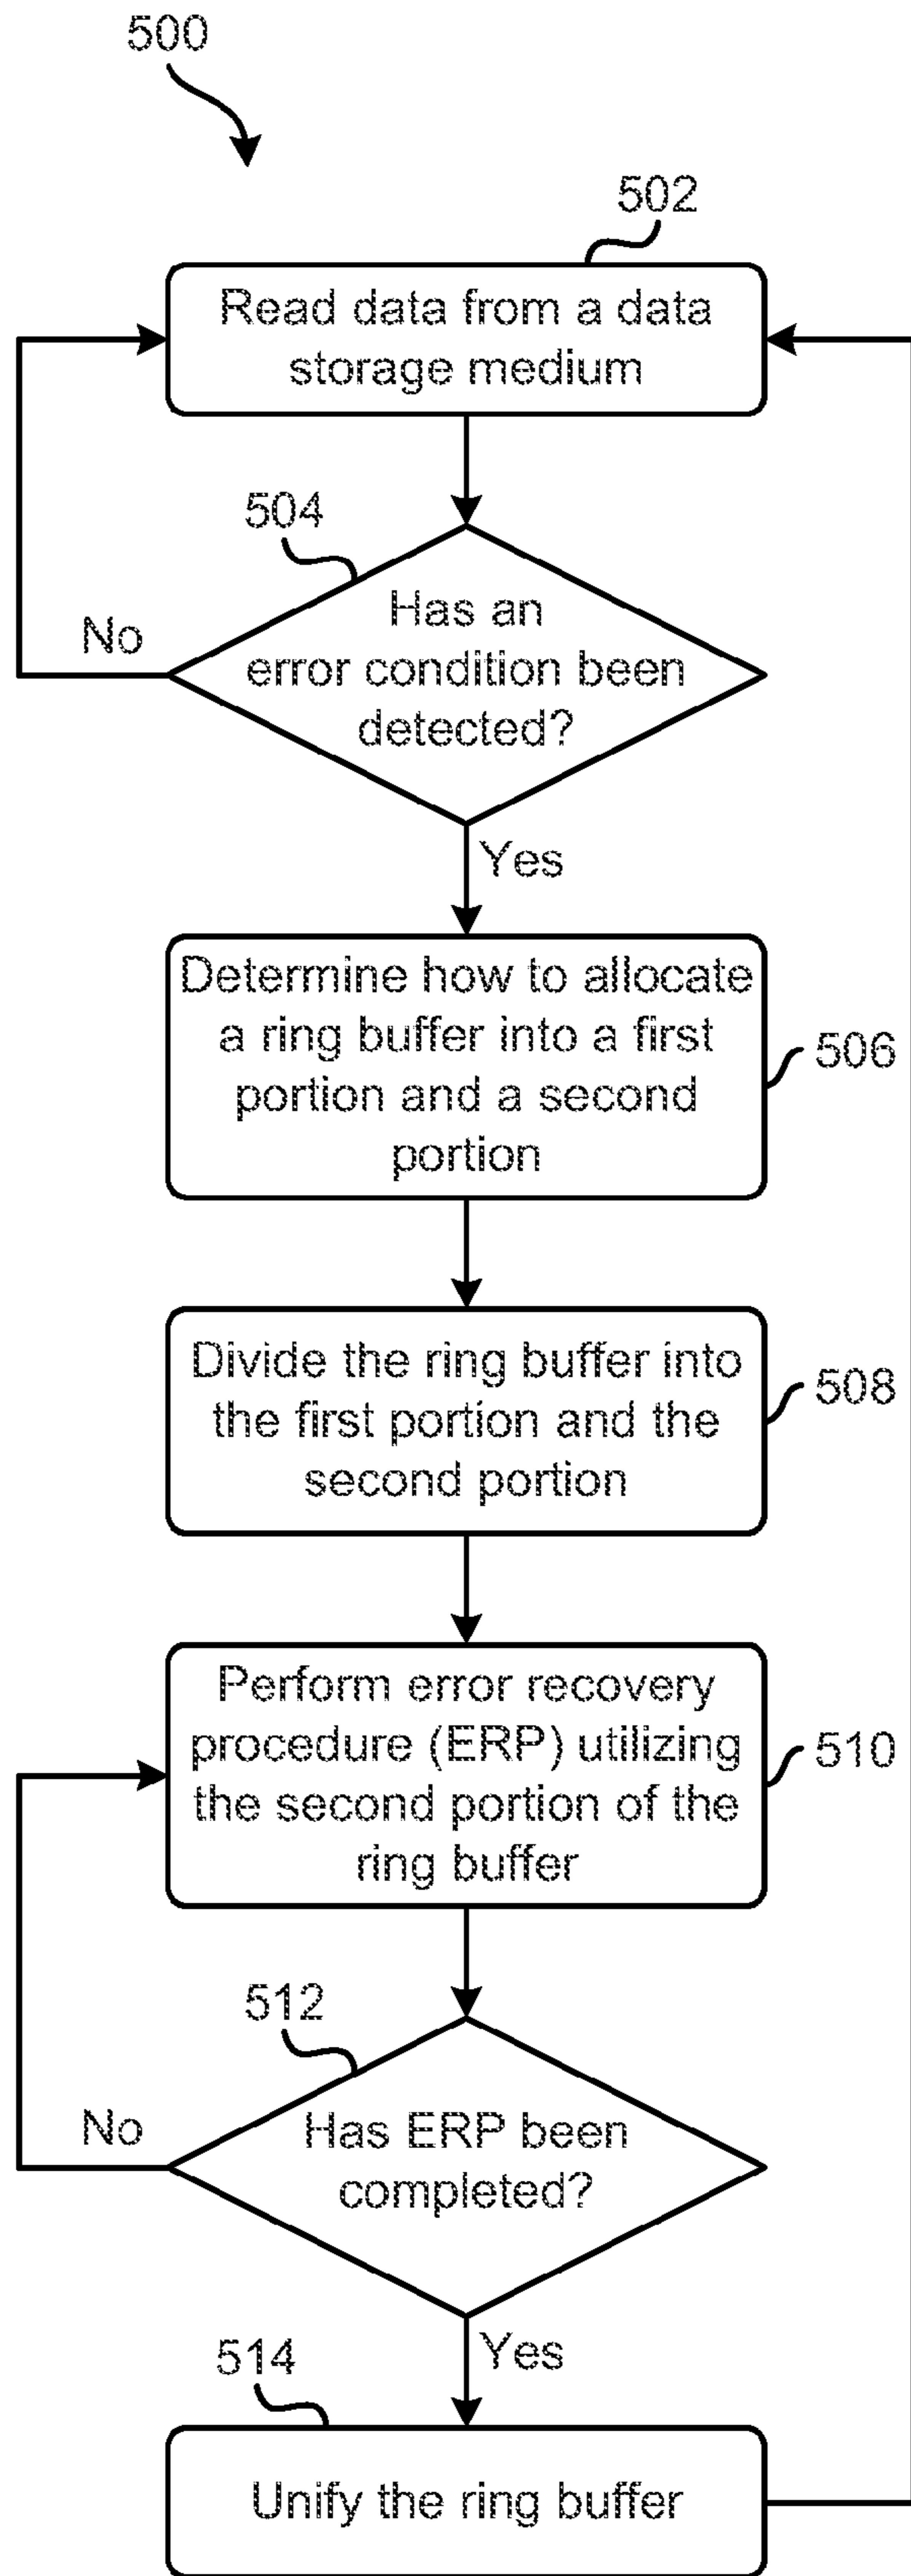 500
502
Read data from a data
storage medium
504
Has an
error condition been
detected?
No
Yes
Determine how to allocate
a ring buffer into a first
portion and a second
portion
506
Divide the ring buffer into
the first portion and the
second portion
508
Perform error recovery
procedure (ERP) utilizing
the second portion of the
ring buffer
510
512
Has ERP been
completed?
No
Yes
514
Unify the ring buffer